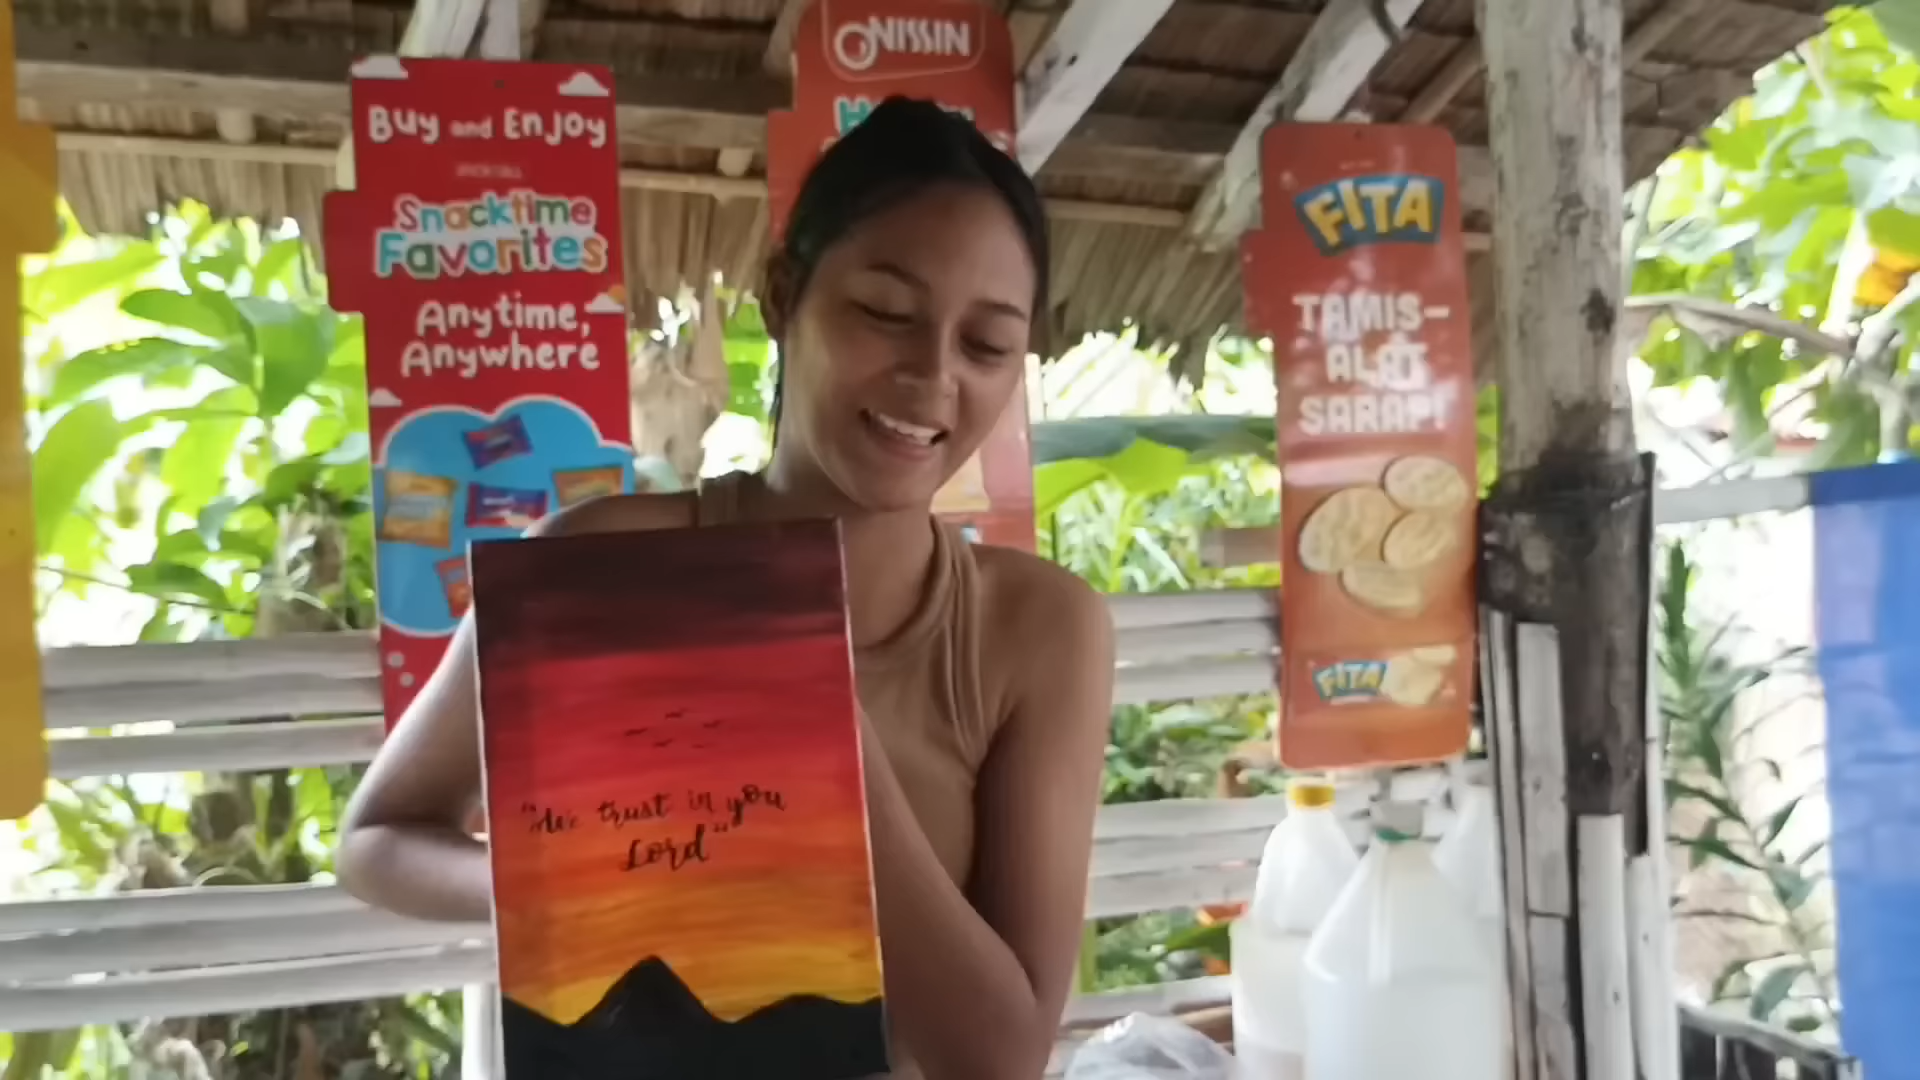 Buy and Enjoy
Snacktime
Favorites
Anytime,
Anywhere
NISSIN
FITA
TAMIS-
ALAT
SARAP!
FITA
"We trust in you
Lord"